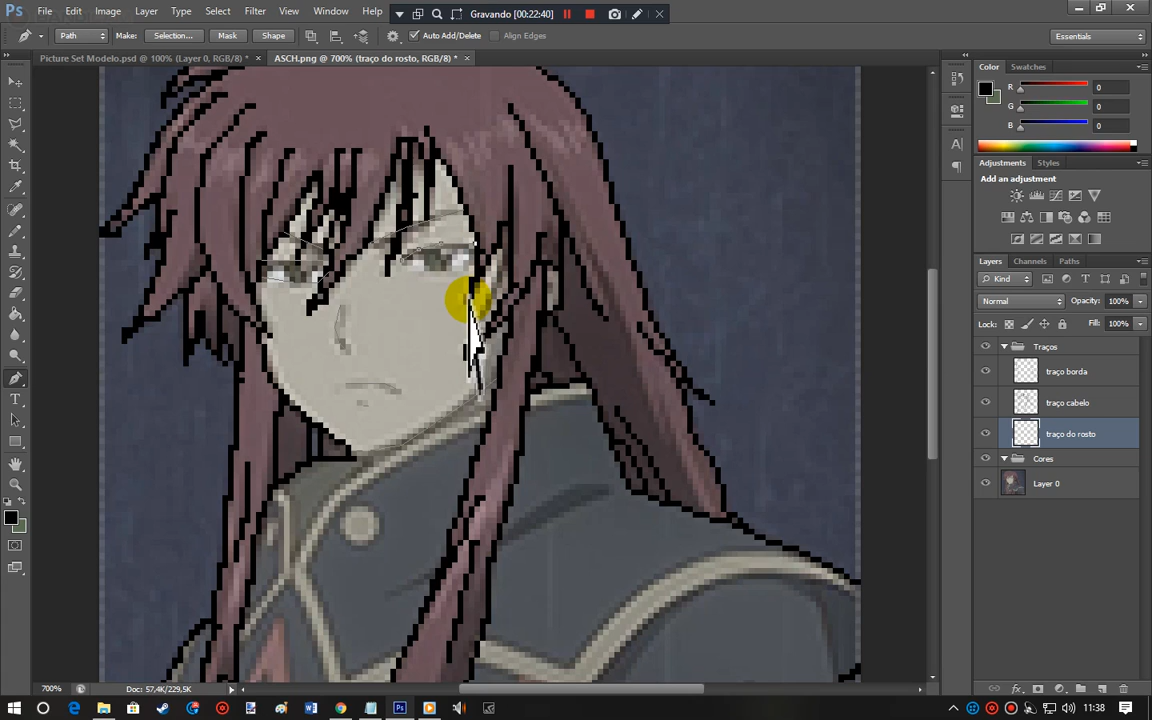 File Edit Image Layer Type Select Filter View Window Help Gravando [00:22:40]
Path Make: Selection... Mask Shape Auto Add/Delete Align Edges Essentials
Picture Set Modelo.psd @ 100% (Layer 0, RGB/8) * × ASCH.png @ 700% (traço do rosto, RGB/8) * ×
Color Swatches
R 0
G 0
B 0
Adjustments Styles
Add an adjustment
Layers Channels Paths
Kind
Normal Opacity: 100%
Lock: Fill: 100%
Traços
traço borda
traço cabelo
traço do rosto
Cores
Layer 0
700% Doc: 57,4K/229,5K
11:38